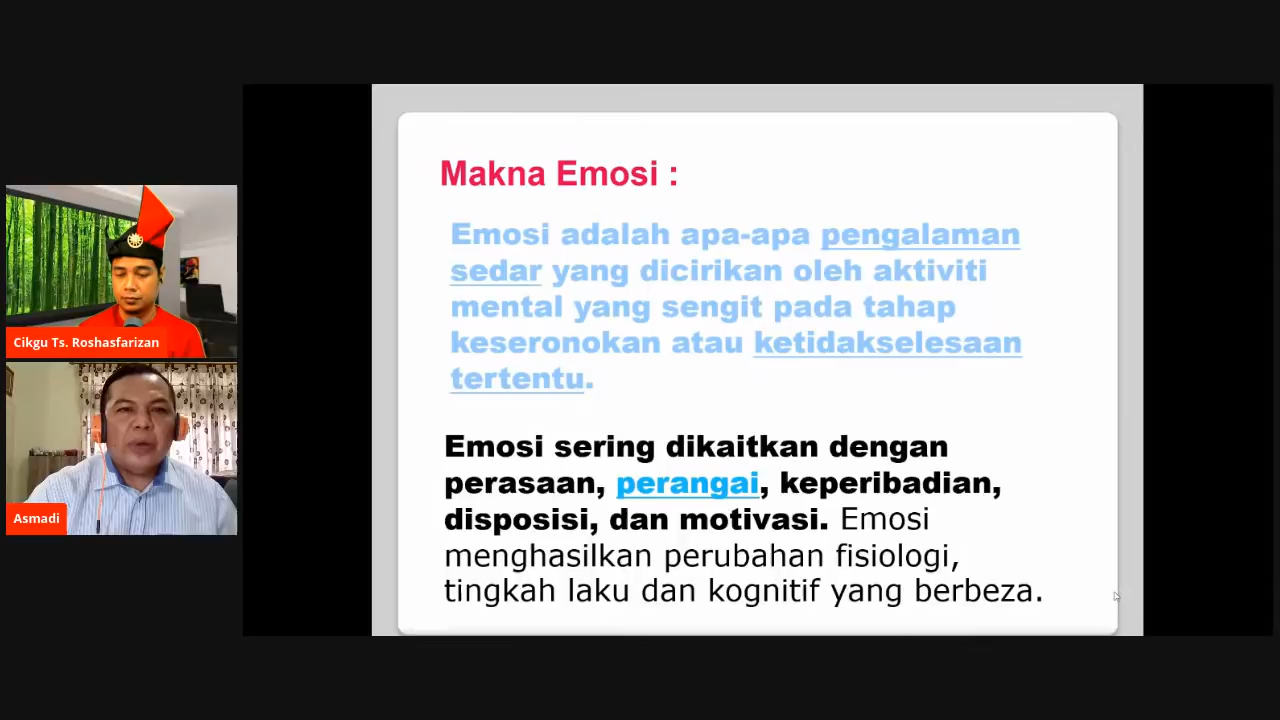 Cikgu Ts. Roshasfarizan
Asmadi
Makna Emosi :
Emosi adalah apa-apa pengalaman
sedar yang dicirikan oleh aktiviti
mental yang sengit pada tahap
keseronokan atau ketidakselesaan
tertentu.
Emosi sering dikaitkan dengan
perasaan, perangai, keperibadian,
disposisi, dan motivasi. Emosi
menghasilkan perubahan fisiologi,
tingkah laku dan kognitif yang berbeza.